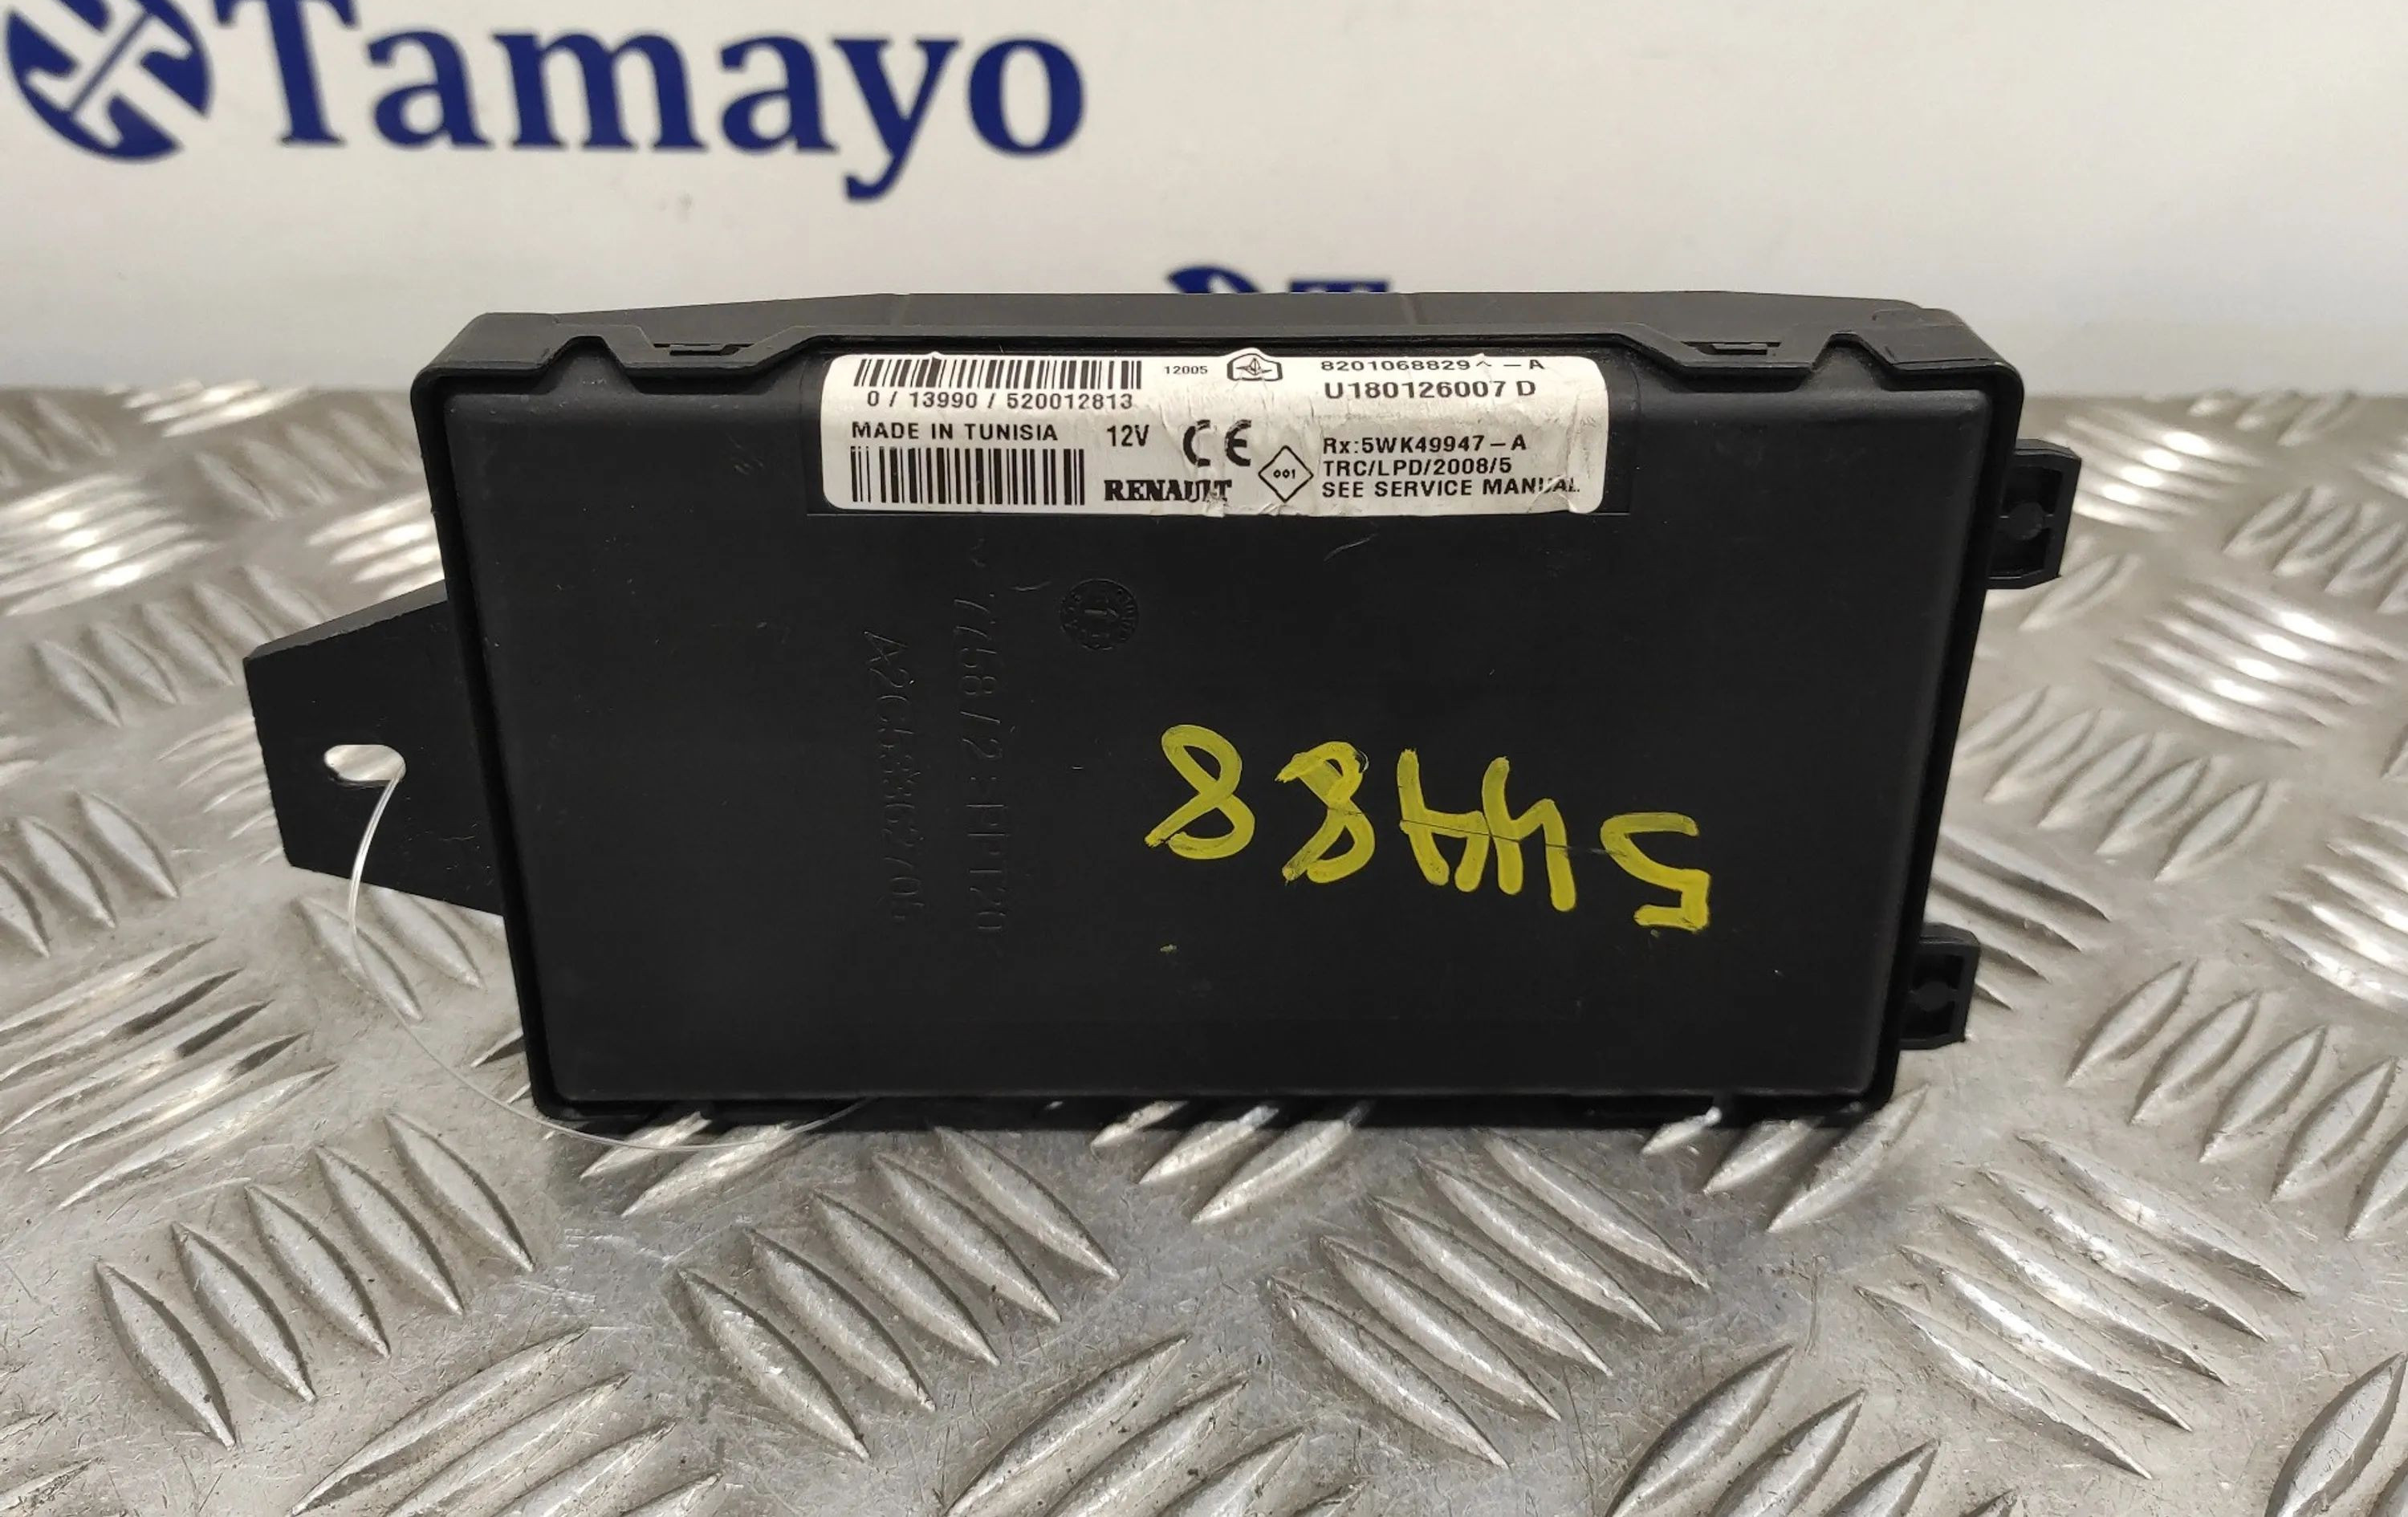 Tamayo
12005
8201068829^-A
0 / 13990 / 520012813
U180126007 D
MADE IN TUNISIA 12V CE
Rx:5WK49947-A
TRC/LPD/2008/5
RENAULT 001 SEE SERVICE MANUAL